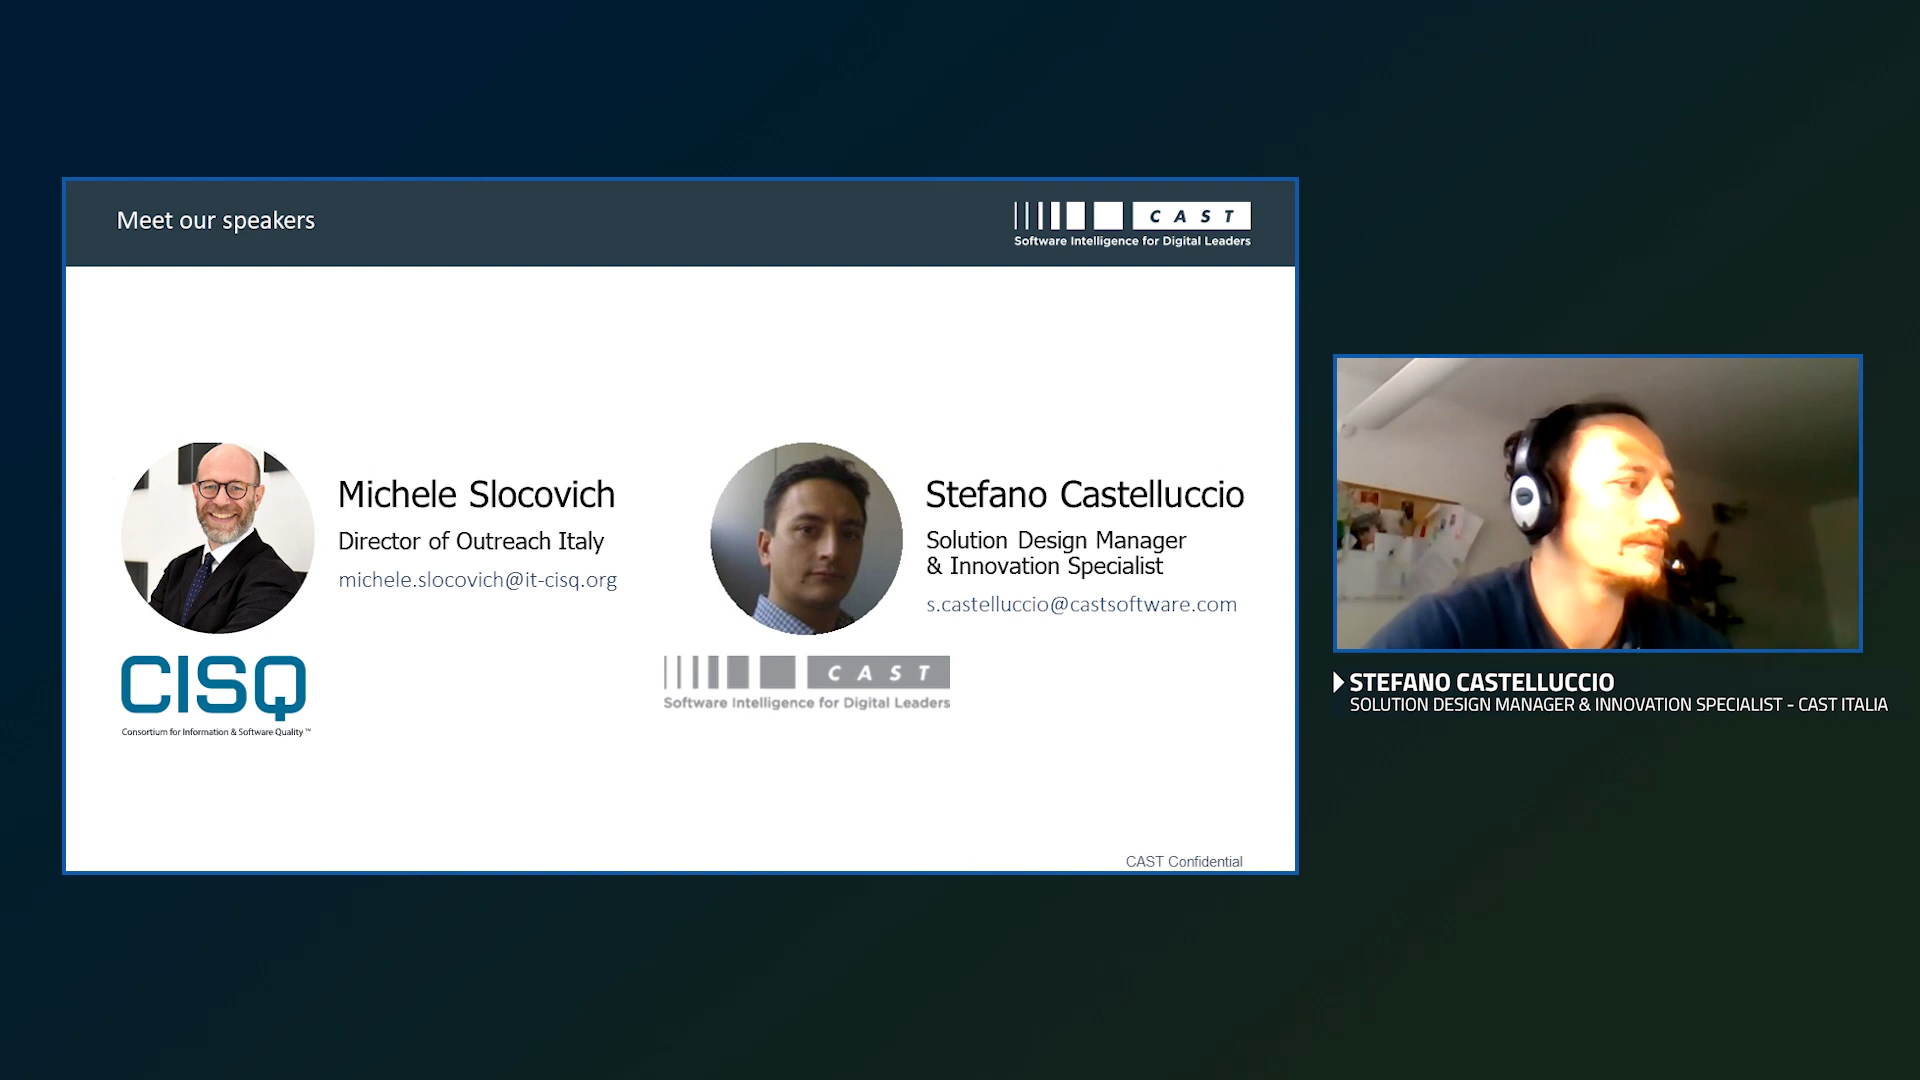 Meet our speakers
CAST
Software Intelligence for Digital Leaders
Michele Slocovich
Director of Outreach Italy
michele.slocovich@it-cisq.org
CISQ
Consortium for Information & Software Quality™
Stefano Castelluccio
Solution Design Manager
& Innovation Specialist
s.castelluccio@castsoftware.com
CAST
Software Intelligence for Digital Leaders
CAST Confidential
STEFANO CASTELLUCCIO
SOLUTION DESIGN MANAGER & INNOVATION SPECIALIST - CAST ITALIA